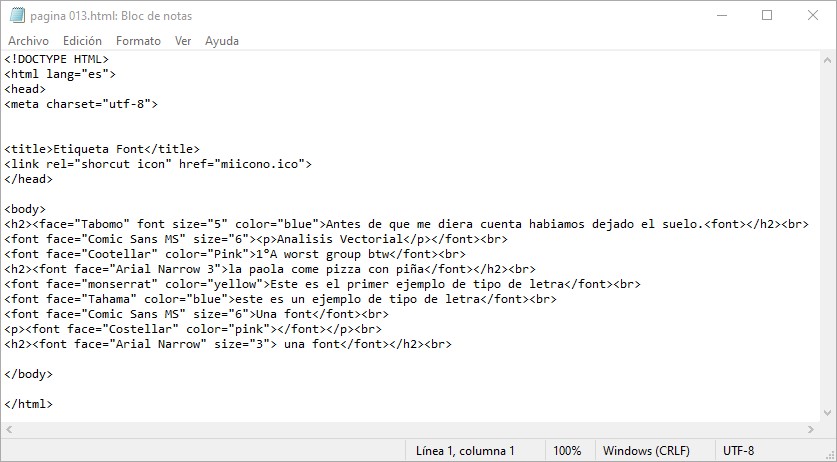 pagina 013.html: Bloc de notas
Archivo Edición Formato Ver Ayuda
<!DOCTYPE HTML>
<html lang="es">
<head>
<meta charset="utf-8">
<title>Etiqueta Font</title>
<link rel="shorcut icon" href="miicono.ico">
</head>
<body>
<h2><face="Tabomo" font size="5" color="blue">Antes de que me diera cuenta habiamos dejado el suelo.<font></h2><br>
<font face="Comic Sans MS" size="6"><p>Analisis Vectorial</p></font><br>
<font face="Cootellar" color="Pink">1°A worst group btw</font><br>
<h2><font face="Arial Narrow 3">la paola come pizza con piña</font></h2><br>
<font face="monserrat" color="yellow">Este es el primer ejemplo de tipo de letra</font><br>
<font face="Tahama" color="blue">este es un ejemplo de tipo de letra</font><br>
<font face="Comic Sans MS" size="6">Una font</font><br>
<p><font face="Costellar" color="pink"></font></p><br>
<h2><font face="Arial Narrow" size="3"> una font</font></h2><br>
</body>
</html>
Línea 1, columna 1 100% Windows (CRLF) UTF-8